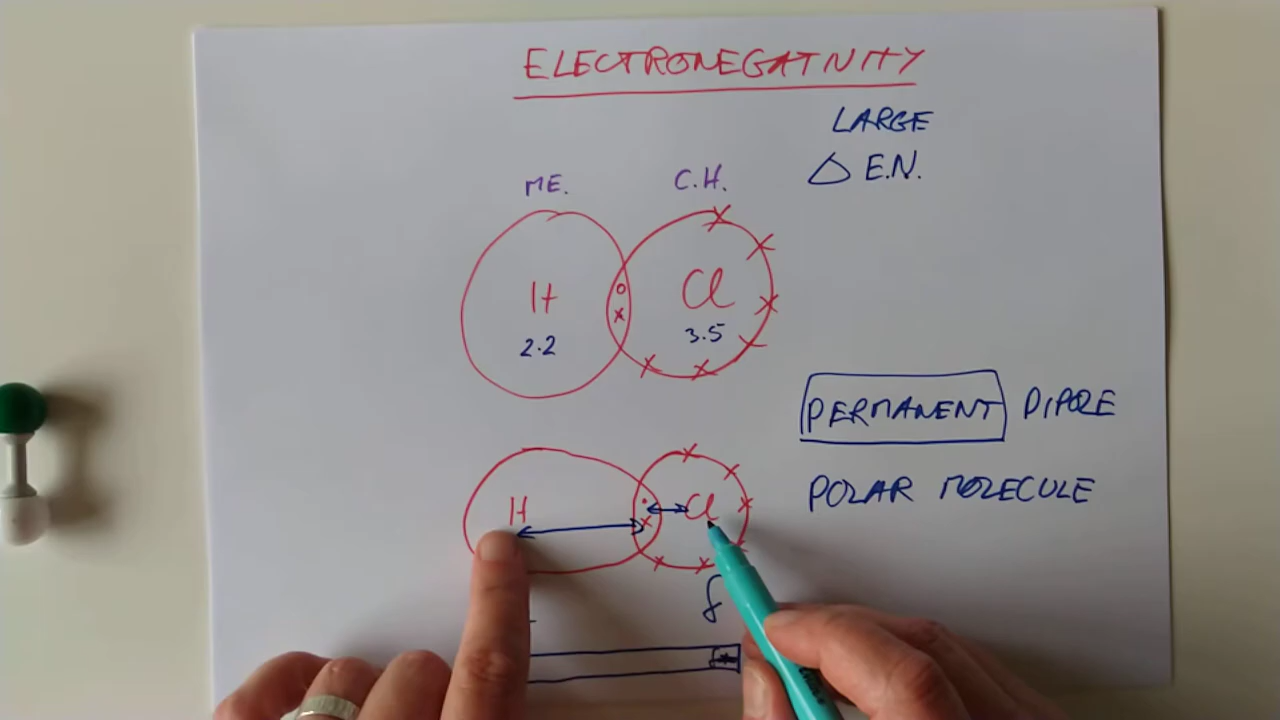 ELECTRONEGATIVITY
LARGE
△ E.N.
ME. C.H.
H Cl
2.2 3.5
PERMANENT DIPOLE
POLAR MOLECULE
H Cl
δ